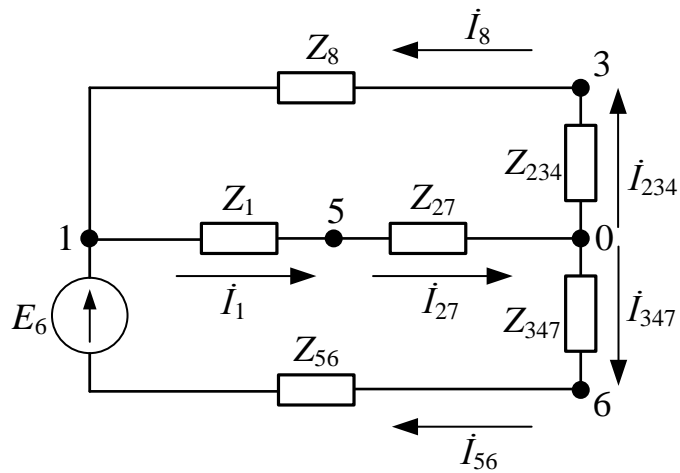 İ₈
Z₈
3
Z₂₃₄
İ₂₃₄
Z₁
5
Z₂₇
1
0
İ₁
İ₂₇
E₆
Z₃₄₇
İ₃₄₇
Z₅₆
6
İ₅₆